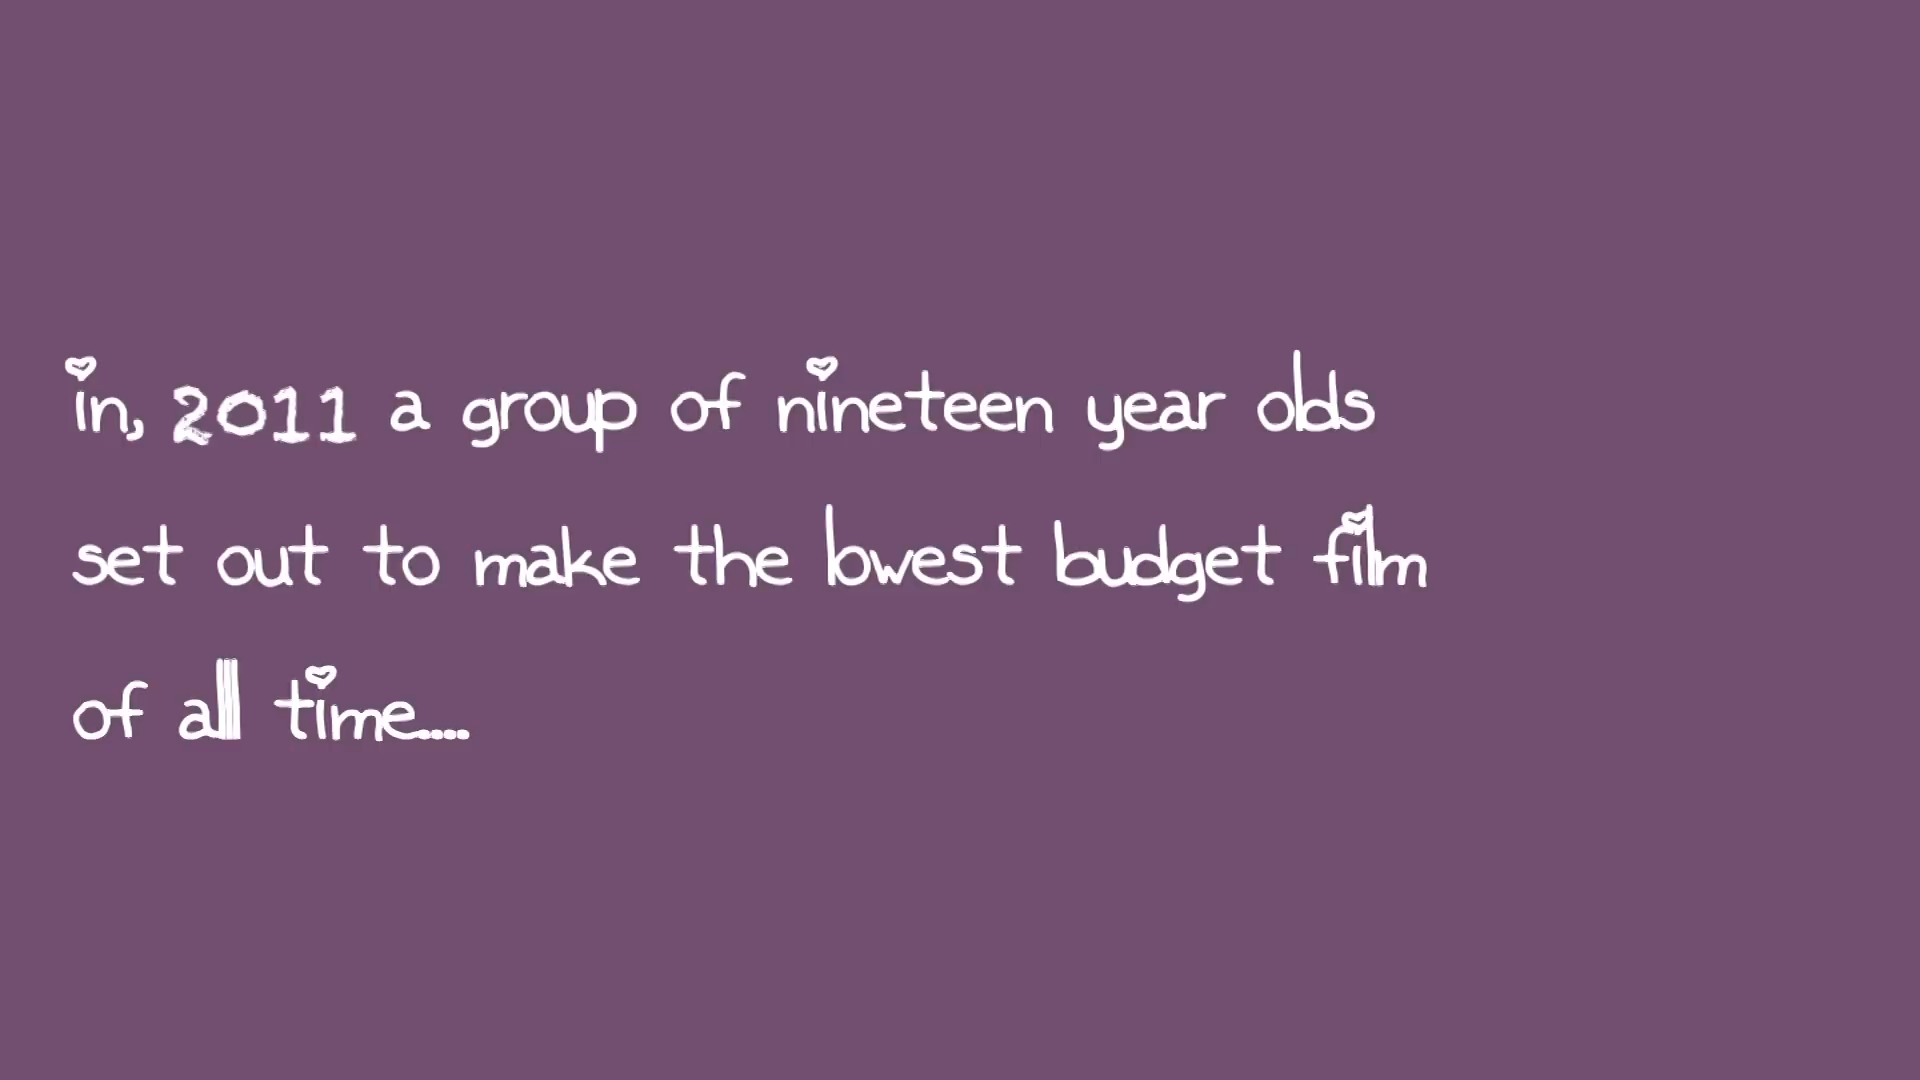 in, 2011 a group of nineteen year olds
set out to make the lowest budget film
of all time....